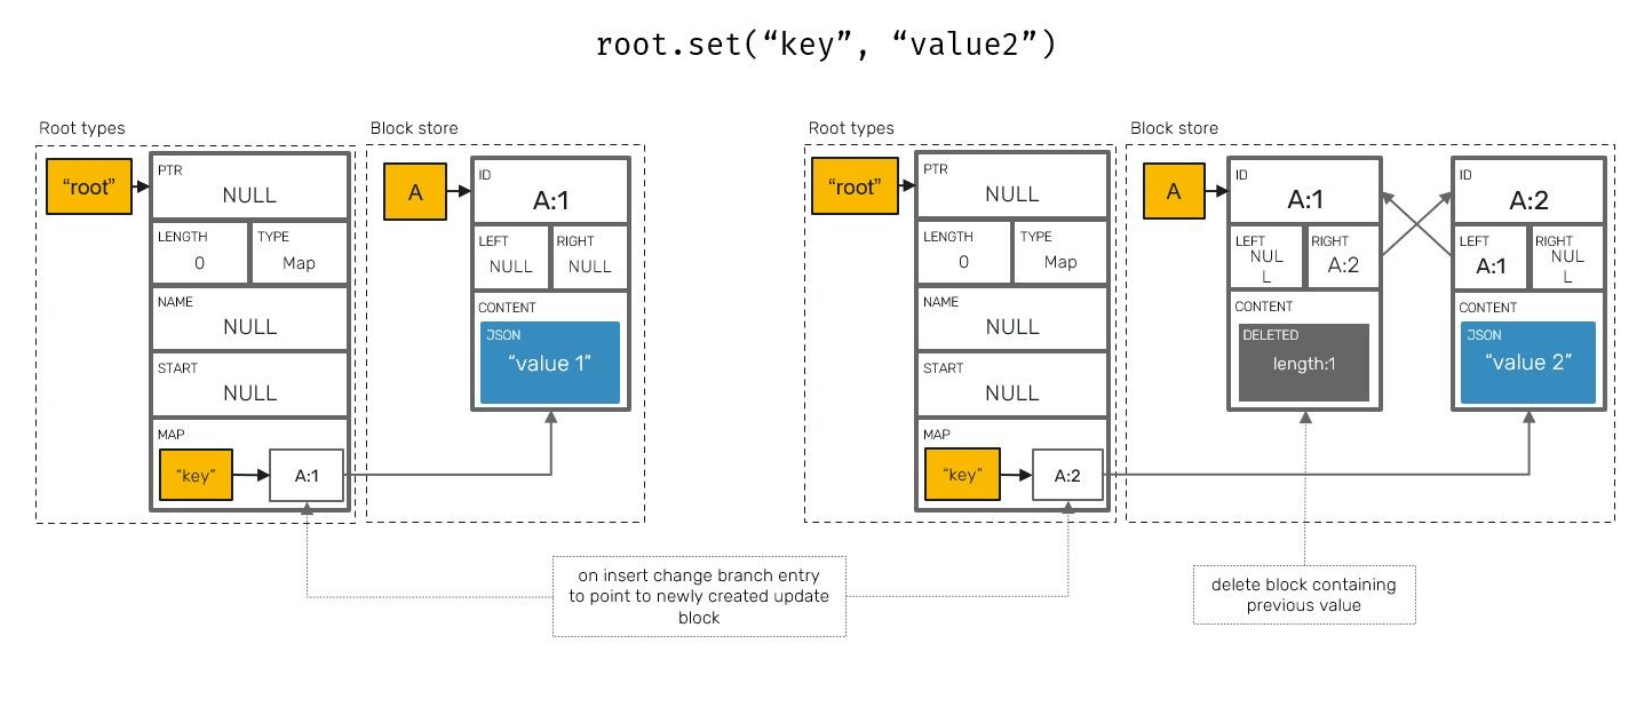 root.set(“key”, “value2”)
Root types
“root”
PTR
NULL
LENGTH
0
TYPE
Map
NAME
NULL
START
NULL
MAP
“key”
A:1
Block store
A
ID
A:1
LEFT
NULL
RIGHT
NULL
CONTENT
JSON
“value 1”
Root types
“root”
PTR
NULL
LENGTH
0
TYPE
Map
NAME
NULL
START
NULL
MAP
“key”
A:2
Block store
A
ID
A:1
LEFT
NUL
L
RIGHT
A:2
CONTENT
DELETED
length:1
ID
A:2
LEFT
A:1
RIGHT
NUL
L
CONTENT
JSON
“value 2”
on insert change branch entry
to point to newly created update
block
delete block containing
previous value